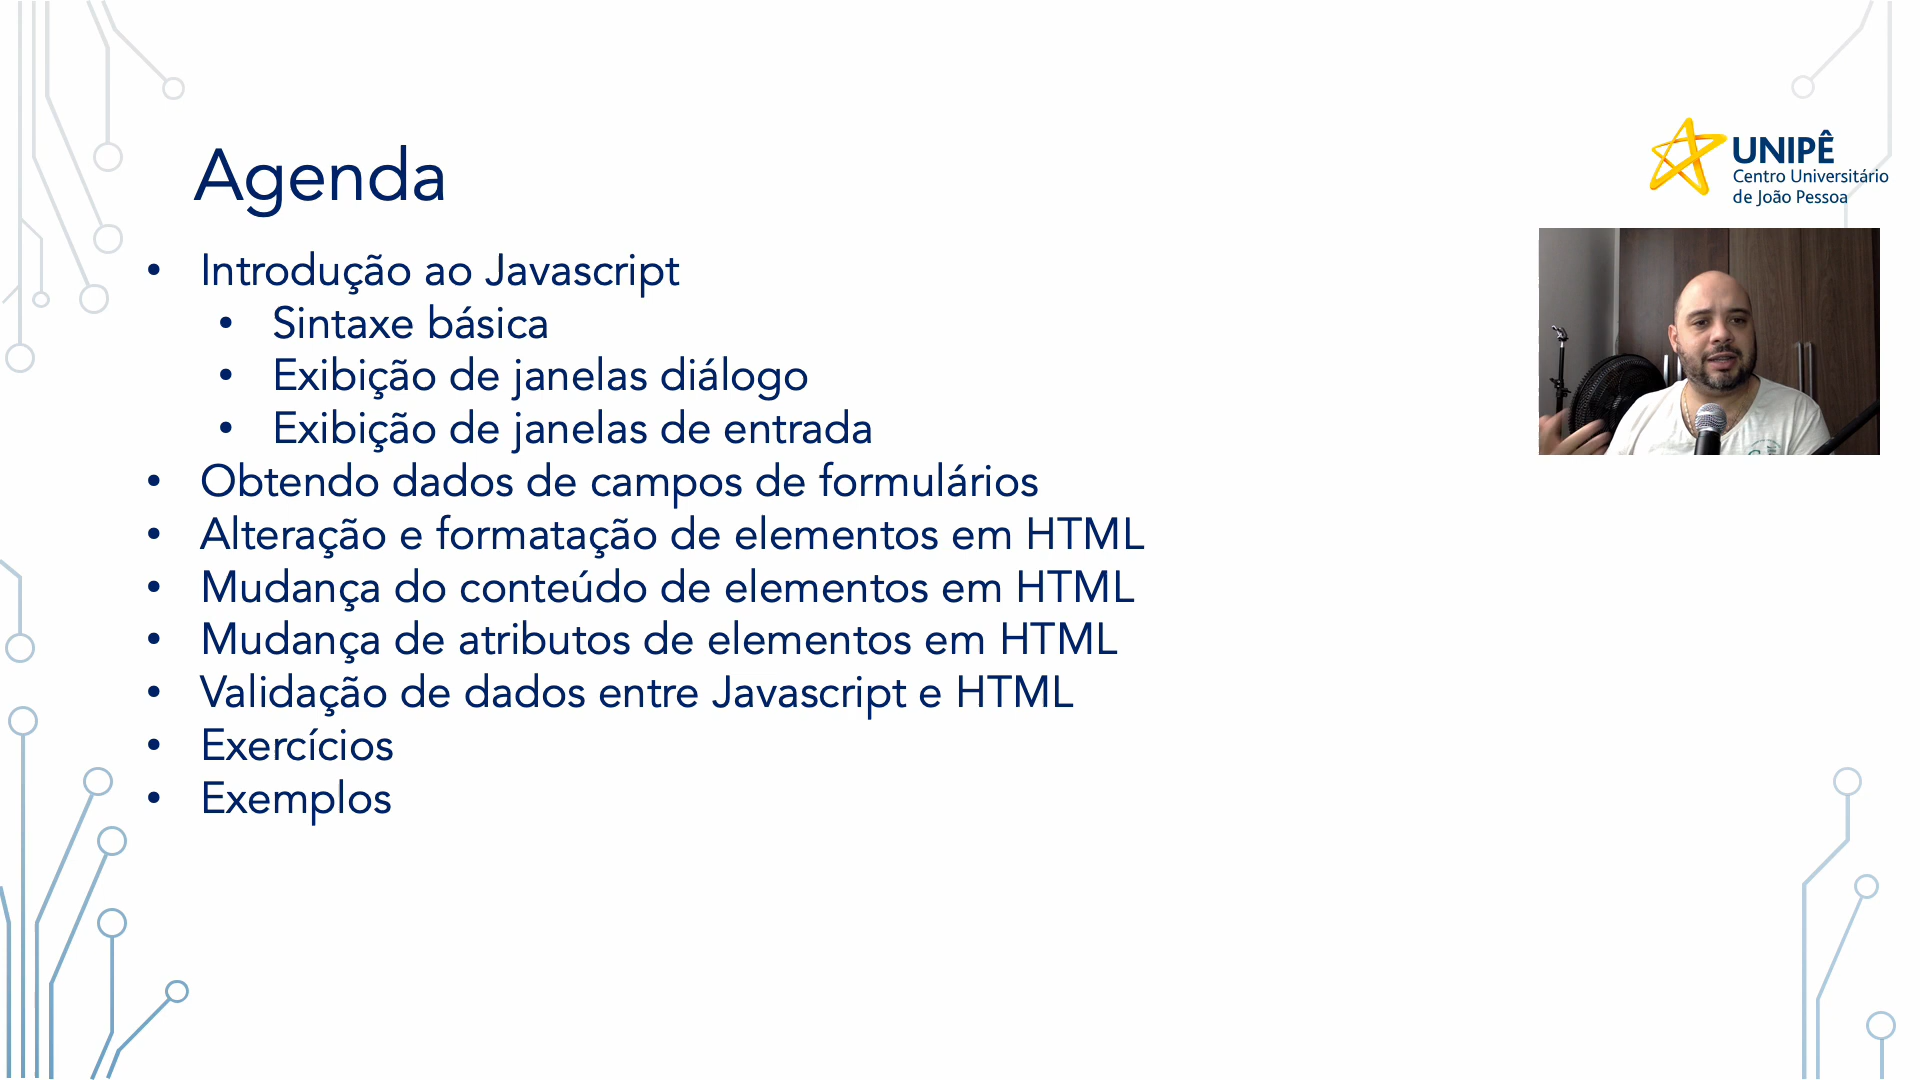 Agenda
UNIPÊ
Centro Universitário
de João Pessoa
• Introdução ao Javascript
• Sintaxe básica
• Exibição de janelas diálogo
• Exibição de janelas de entrada
• Obtendo dados de campos de formulários
• Alteração e formatação de elementos em HTML
• Mudança do conteúdo de elementos em HTML
• Mudança de atributos de elementos em HTML
• Validação de dados entre Javascript e HTML
• Exercícios
• Exemplos